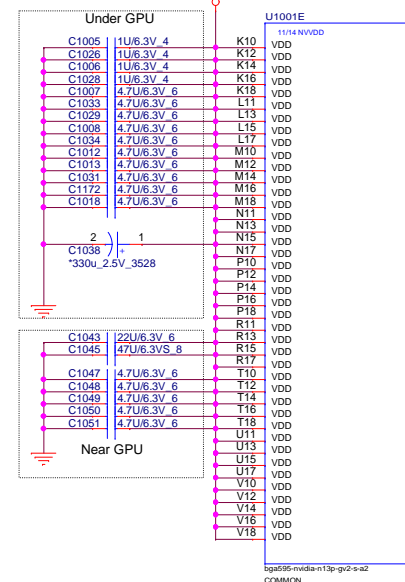 Under GPU
U1001E
11/14 NVVDD
C1005 1U/6.3V_4 K10 VDD
C1026 1U/6.3V_4 K12 VDD
C1006 1U/6.3V_4 K14 VDD
C1028 1U/6.3V_4 K16 VDD
C1007 4.7U/6.3V_6 K18 VDD
C1033 4.7U/6.3V_6 L11 VDD
C1029 4.7U/6.3V_6 L13 VDD
C1008 4.7U/6.3V_6 L15 VDD
C1034 4.7U/6.3V_6 L17 VDD
C1012 4.7U/6.3V_6 M10 VDD
C1013 4.7U/6.3V_6 M12 VDD
C1031 4.7U/6.3V_6 M14 VDD
C1172 4.7U/6.3V_6 M16 VDD
C1018 4.7U/6.3V_6 M18 VDD
N11 VDD
N13 VDD
2 1 + N15 VDD
C1038 N17 VDD
*330u_2.5V_3528 P10 VDD
P12 VDD
P14 VDD
P16 VDD
P18 VDD
R11 VDD
C1043 22U/6.3V_6 R13 VDD
C1045 47U/6.3VS_8 R15 VDD
R17 VDD
C1047 4.7U/6.3V_6 T10 VDD
C1048 4.7U/6.3V_6 T12 VDD
C1049 4.7U/6.3V_6 T14 VDD
C1050 4.7U/6.3V_6 T16 VDD
C1051 4.7U/6.3V_6 T18 VDD
U11 VDD
Near GPU U13 VDD
U15 VDD
U17 VDD
V10 VDD
V12 VDD
V14 VDD
V16 VDD
V18 VDD
bga595-nvidia-n13p-gv2-s-a2
COMMON